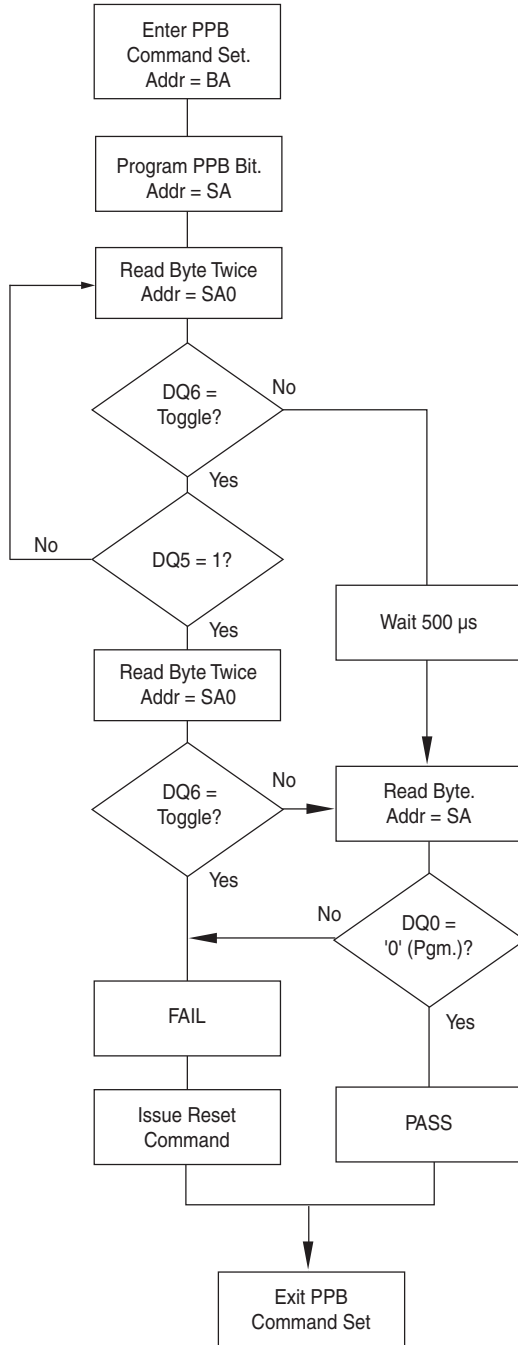 Enter PPB
Command Set.
Addr = BA
Program PPB Bit.
Addr = SA
Read Byte Twice
Addr = SA0
DQ6 =
Toggle?
No
Yes
No
DQ5 = 1?
Yes
Wait 500 µs
Read Byte Twice
Addr = SA0
DQ6 =
Toggle?
No
Read Byte.
Addr = SA
Yes
No
DQ0 =
'0' (Pgm.)?
FAIL
Yes
Issue Reset
Command
PASS
Exit PPB
Command Set